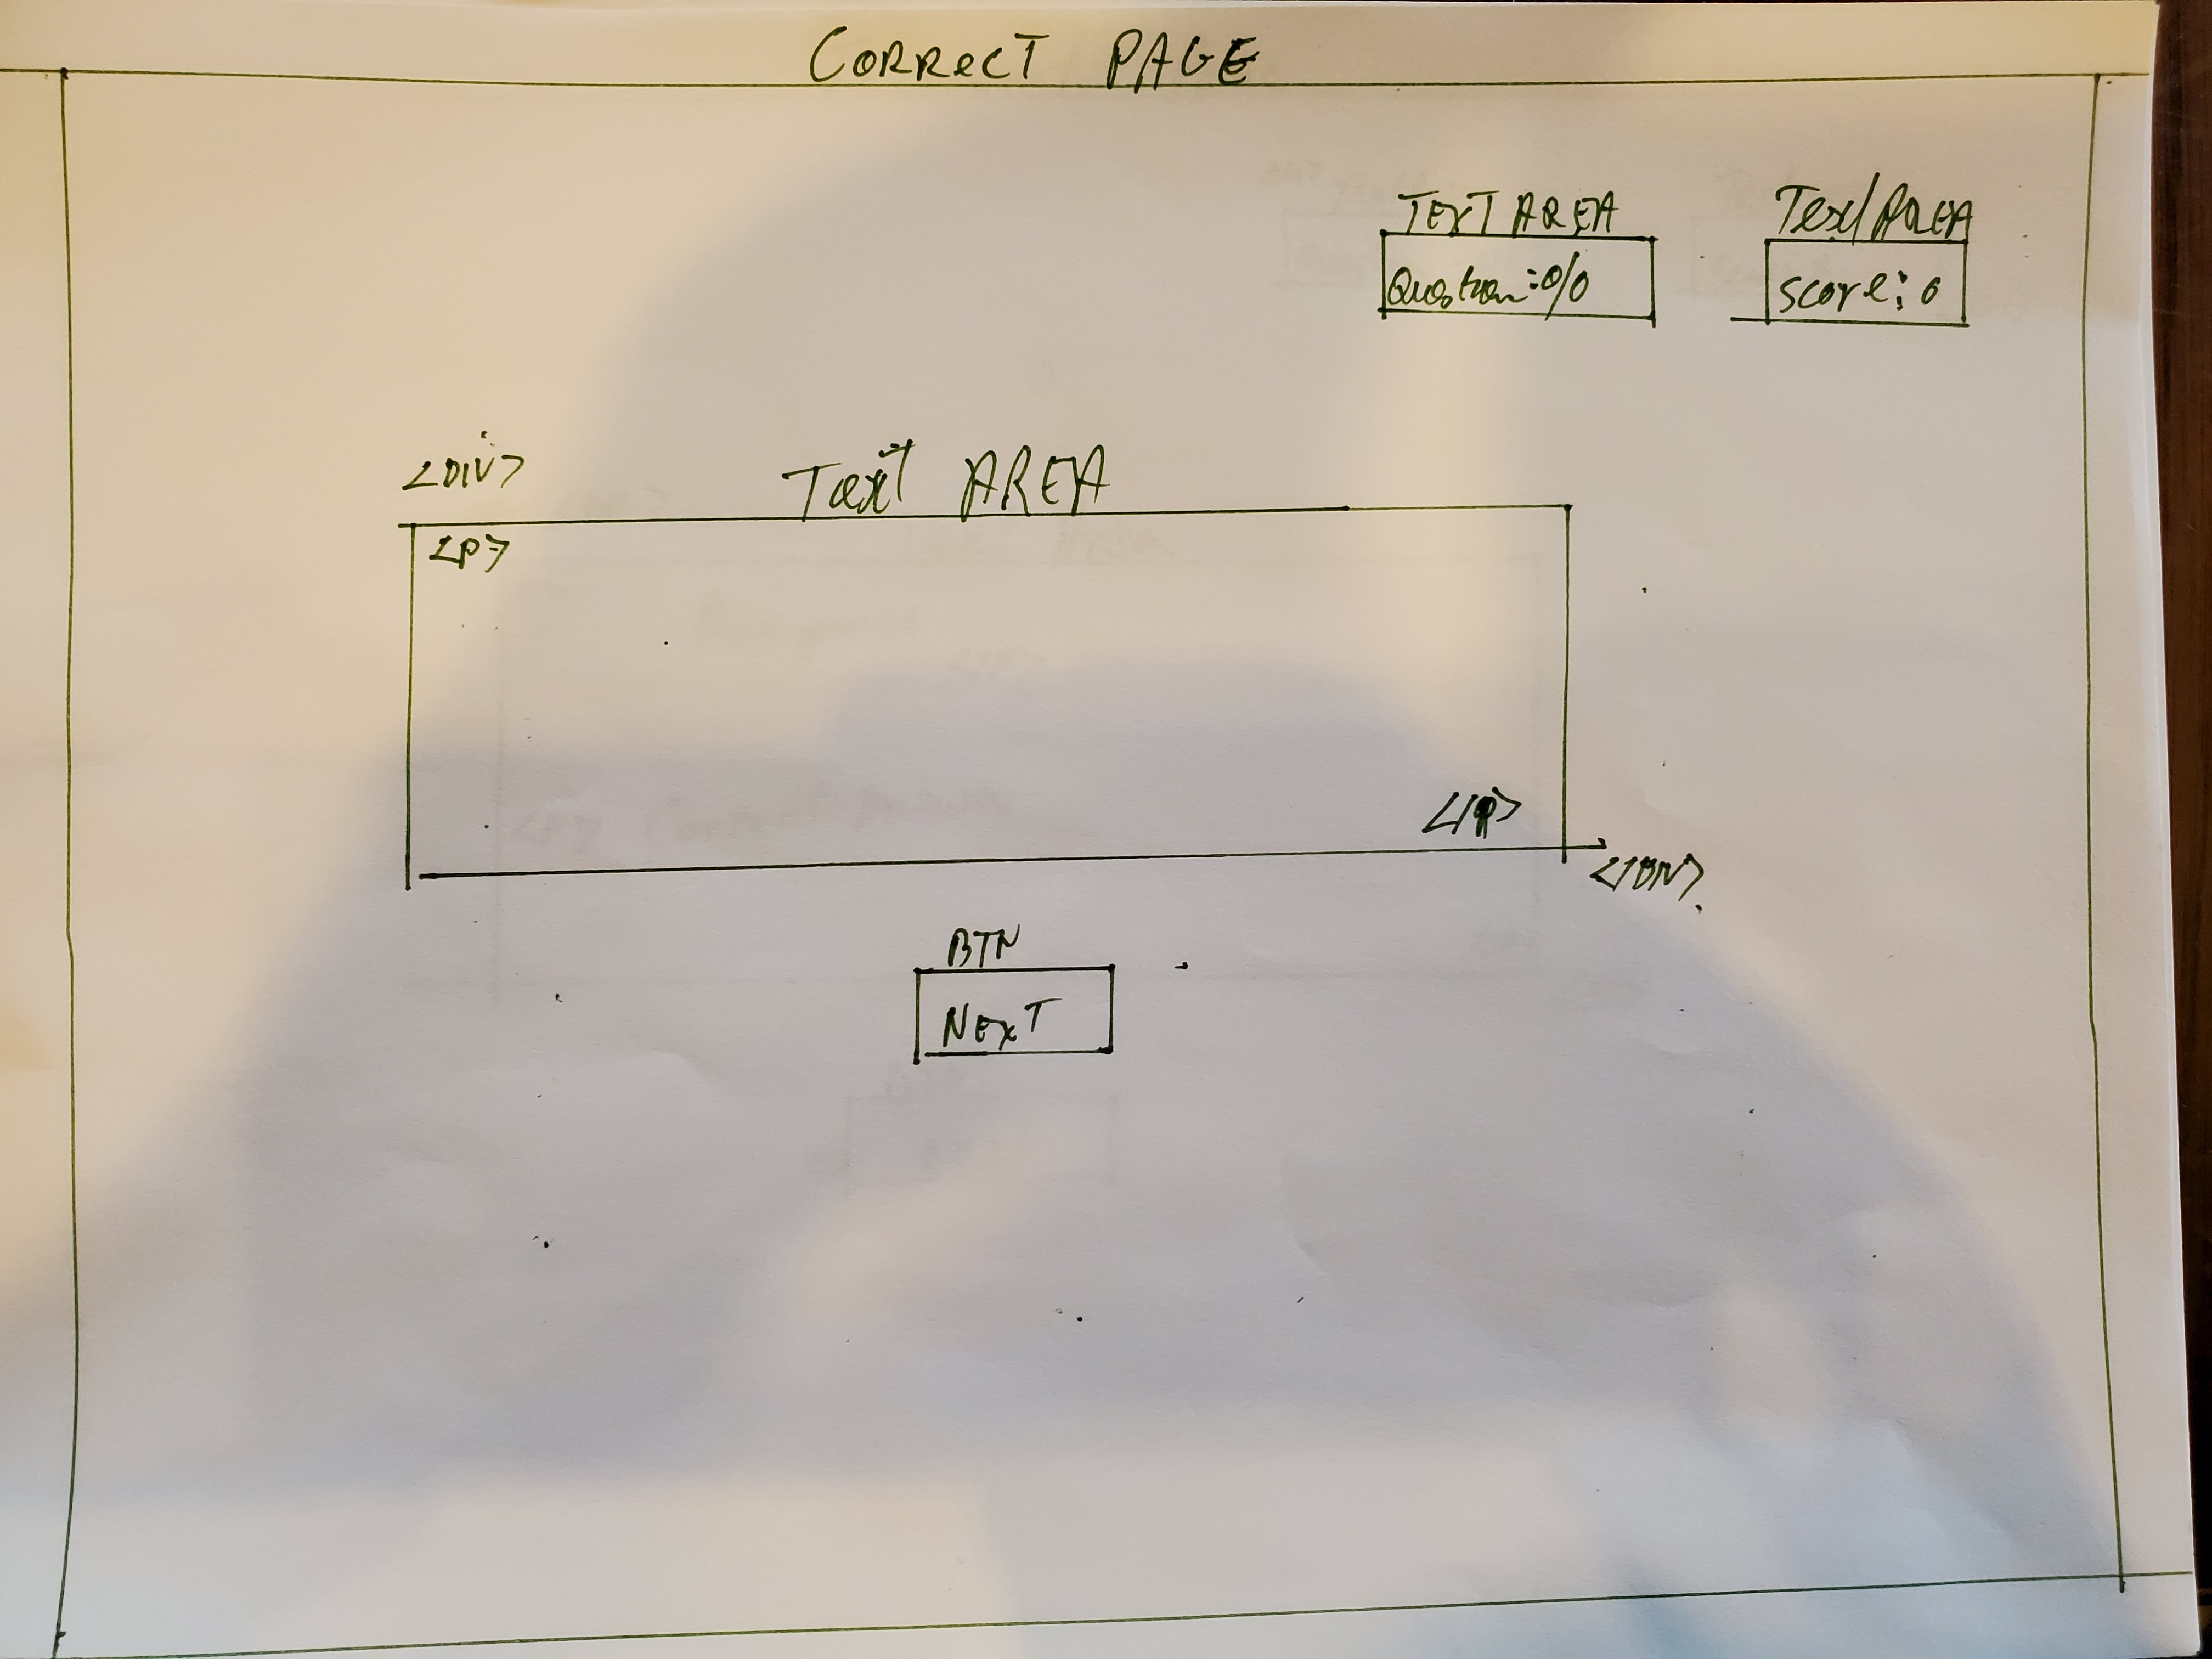 CORRecT PAGE
TEXT AREA
Text AREA
Question: 0/0
score: 0
<DIV>
Text AREA
<P>
</P>
</DIV>
BTN
NEXT